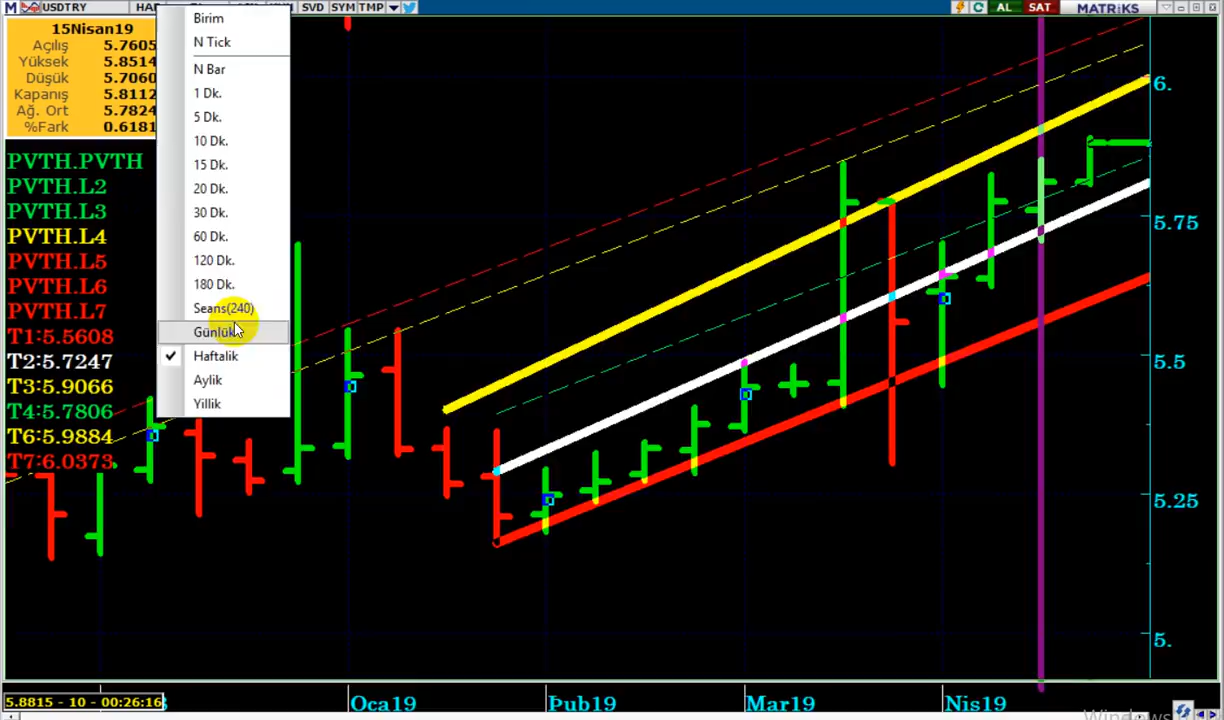 USDTRY
SVD SYM TMP
AL
SAT
MATRiKS
15Nisan19
Açılış 5.7605
Yüksek 5.8514
Düşük 5.7060
Kapanış 5.8112
Ağ. Ort 5.7824
%Fark 0.6181
PVTH.PVTH
PVTH.L2
PVTH.L3
PVTH.L4
PVTH.L5
PVTH.L6
PVTH.L7
T1:5.5608
T2:5.7247
T3:5.9066
T4:5.7806
T6:5.9884
T7:6.0373
Birim
N Tick
N Bar
1 Dk.
5 Dk.
10 Dk.
15 Dk.
20 Dk.
30 Dk.
60 Dk.
120 Dk.
180 Dk.
Seans(240)
Günlük
Haftalik
Aylik
Yillik
6.
5.75
5.5
5.25
5.
5.8815 - 10 - 00:26:16
Oca19
Þub19
Mar19
Nis19
Windows